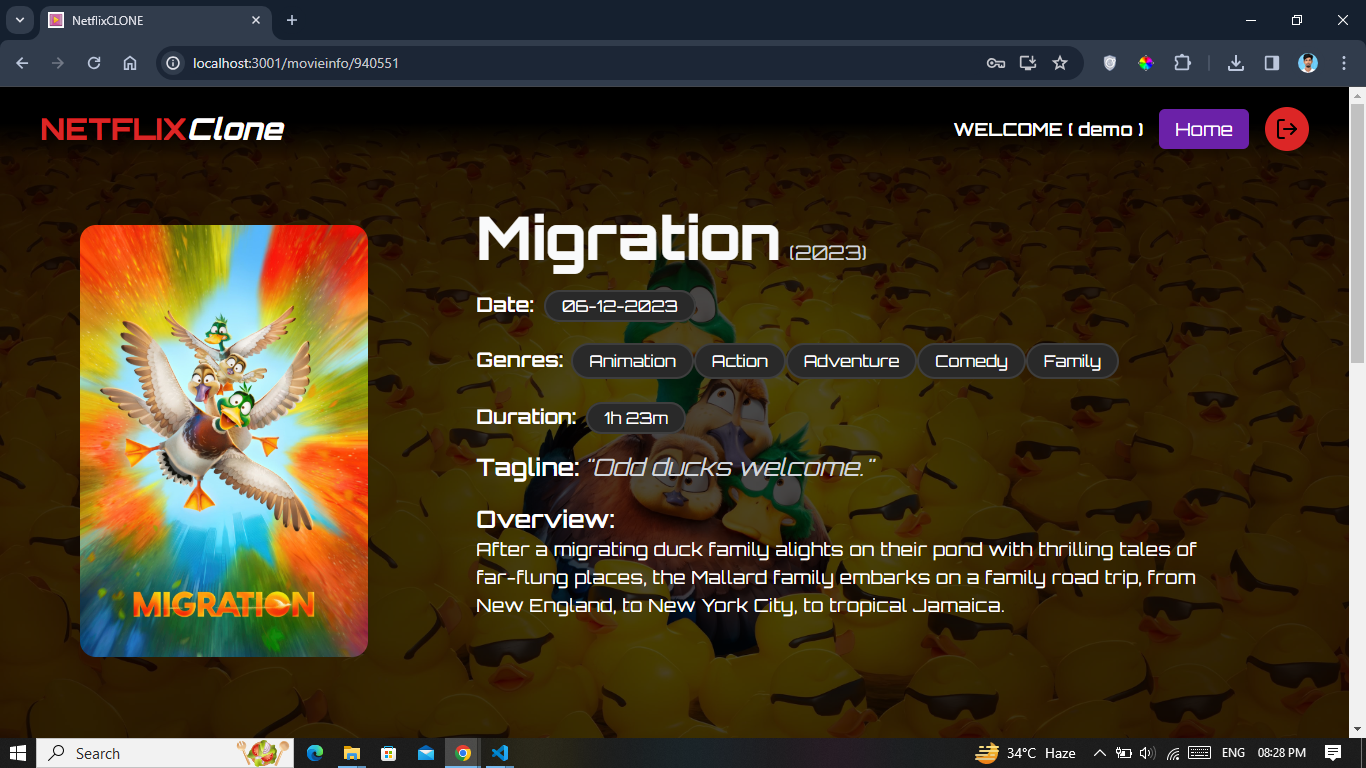 NetflixCLONE
localhost:3001/movieinfo/940551
NETFLIXClone
WELCOME ( demo )
Home
Migration (2023)
Date: 06-12-2023
Genres: Animation Action Adventure Comedy Family
Duration: 1h 23m
Tagline: "Odd ducks welcome."
Overview:
After a migrating duck family alights on their pond with thrilling tales of
far-flung places, the Mallard family embarks on a family road trip, from
New England, to New York City, to tropical Jamaica.
MIGRATION
Search
34°C Haze
ENG
08:28 PM